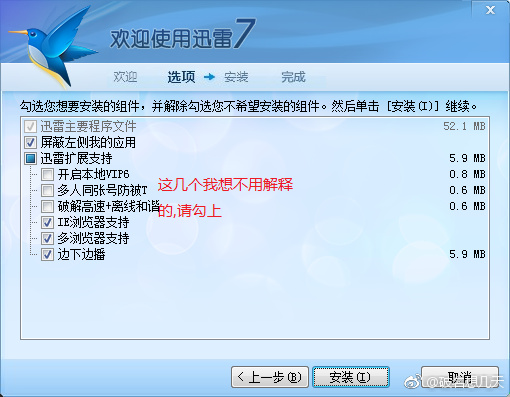 欢迎使用迅雷7
欢迎 选项 安装 完成
勾选您想要安装的组件，并解除勾选您不希望安装的组件。然后单击 [安装(I)] 继续。
迅雷主要程序文件 52.1 MB
屏蔽左侧我的应用
迅雷扩展支持 5.9 MB
开启本地VIP6 0.8 MB
多人同张号防被T 0.6 MB
破解高速+离线和谐 0.6 MB
IE浏览器支持
多浏览器支持
边下边播 5.9 MB
这几个我想不用解释
的,请勾上
<上一步(B) 安装(I) 取消